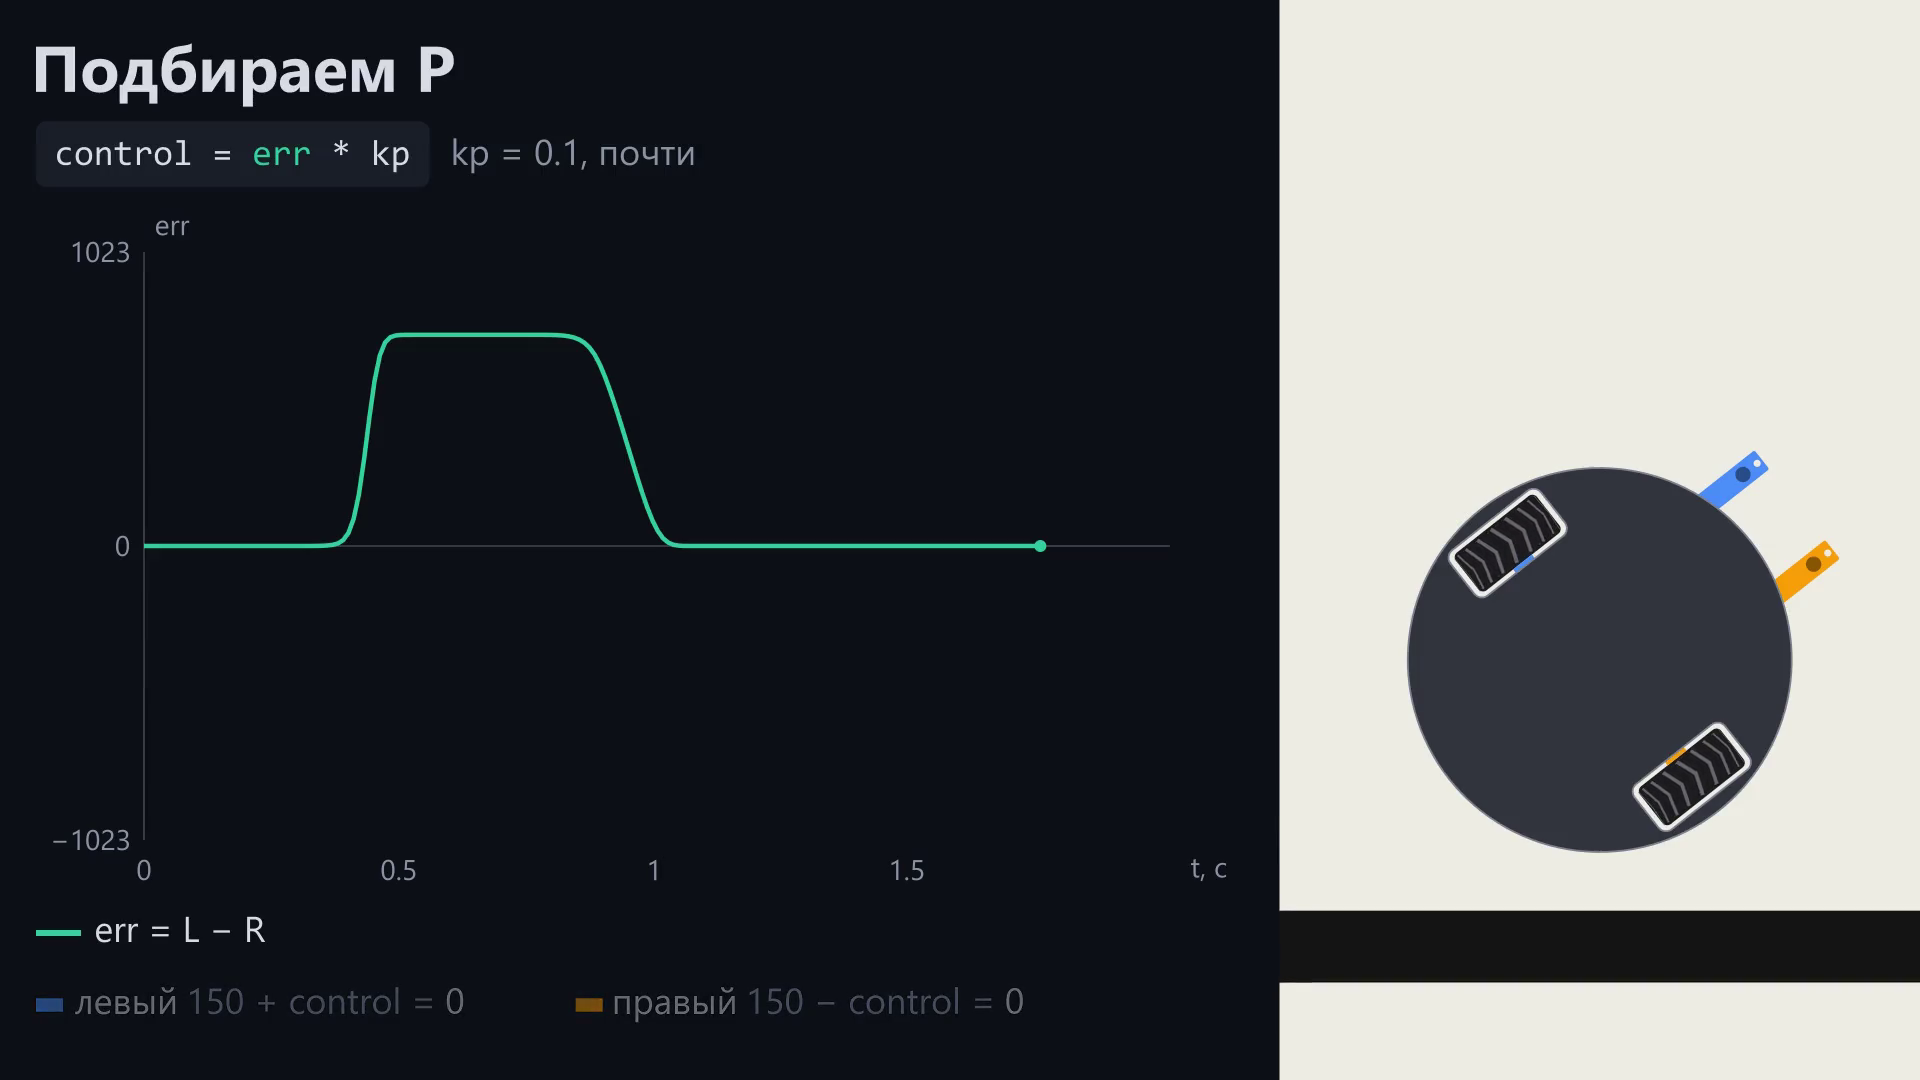 Подбираем P
control = err * kp kp = 0.1, почти
err
1023
0
−1023
0 0.5 1 1.5 t, с
err = L − R
левый 150 + control = 0 правый 150 − control = 0